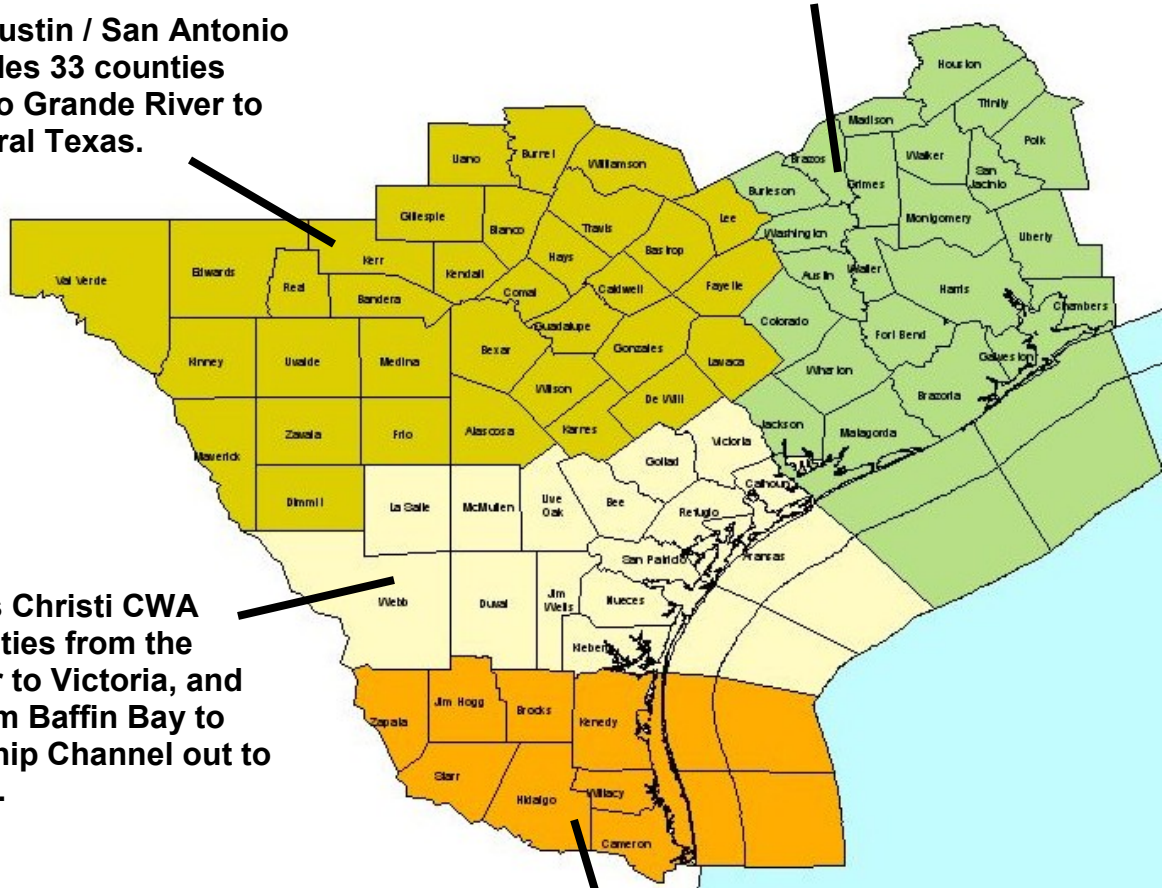 ustin / San Antonio
des 33 counties
o Grande River to
ral Texas.
Houston
Trinity
Madison
Polk
Walker
Brazos
San
Jacinto
Grimes
Burleson
Montgomery
Liberty
Washington
Waller
Austin
Harris
Chambers
Colorado
Fort Bend
Galveston
Wharton
Brazoria
Jackson
Matagorda
Burnet
Llano
Williamson
Gillespie
Blanco
Travis
Lee
Bastrop
Hays
Kerr
Kendall
Val Verde
Edwards
Real
Bandera
Comal
Caldwell
Fayette
Guadalupe
Kinney
Uvalde
Medina
Bexar
Gonzales
Lavaca
Wilson
De Witt
Maverick
Zavala
Frio
Atascosa
Karnes
Dimmit
Victoria
Goliad
Calhoun
La Salle
McMullen
Live
Oak
Bee
Refugio
San Patricio
Aransas
Webb
Duval
Jim
Wells
Nueces
Kleberg
s Christi CWA
ties from the
r to Victoria, and
m Baffin Bay to
hip Channel out to
.
Zapata
Jim Hogg
Brooks
Kenedy
Starr
Hidalgo
Willacy
Cameron